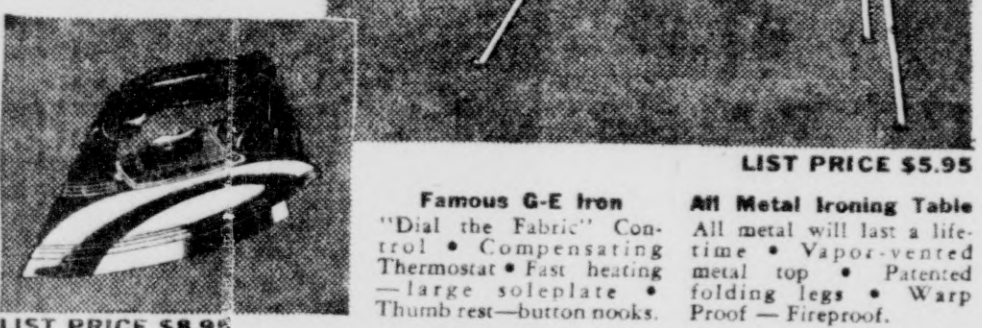 LIST PRICE $5.95
Famous G-E Iron
"Dial the Fabric" Con-
trol • Compensating
Thermostat • Fast heating
— large soleplate •
Thumb rest—button nooks.
All Metal Ironing Table
All metal will last a life-
time • Vapor-vented
metal top • Patented
folding legs • Warp
Proof — Fireproof.
LIST PRICE $8.95